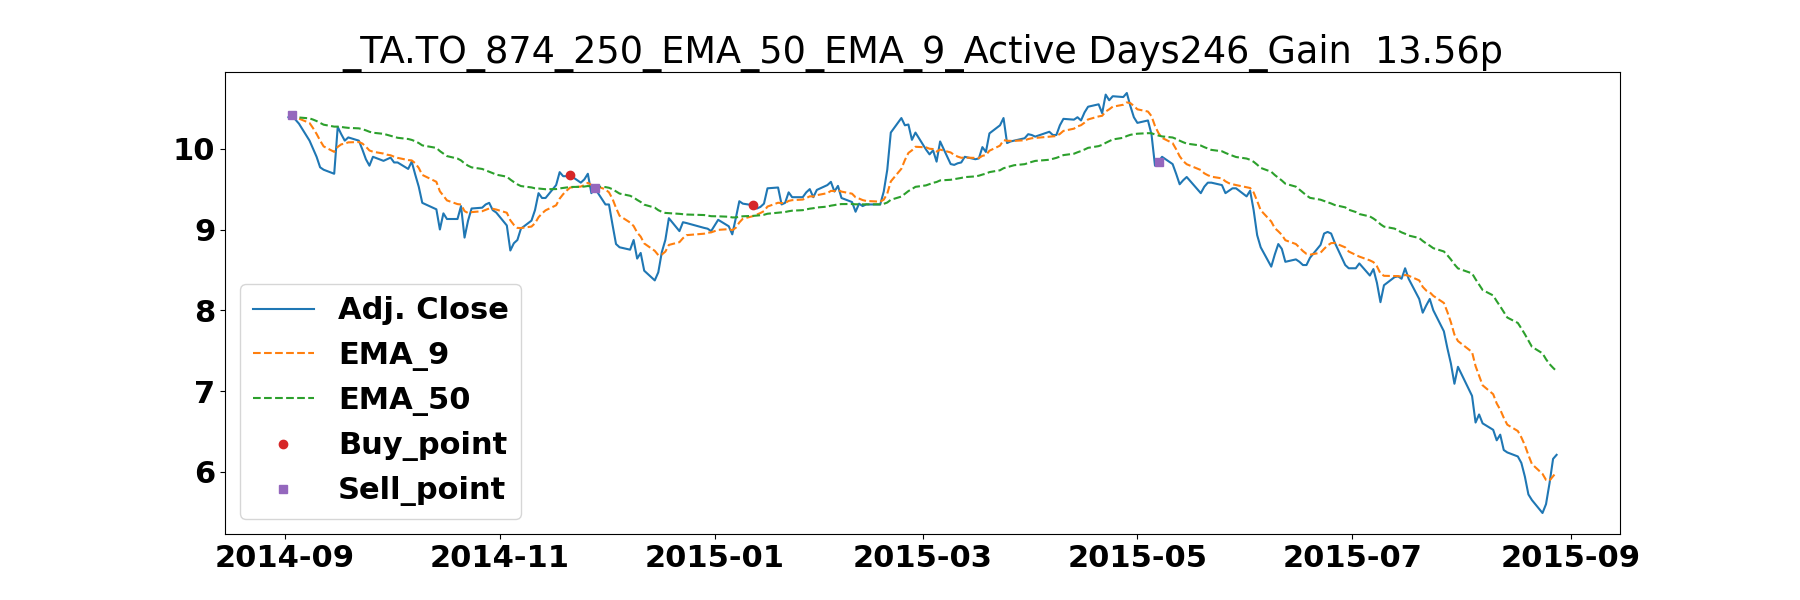 _TA.TO_874_250_EMA_50_EMA_9_Active Days246_Gain  13.56p
10
9
8
7
6
Adj. Close
EMA_9
EMA_50
Buy_point
Sell_point
2014-09 2014-11 2015-01 2015-03 2015-05 2015-07 2015-09